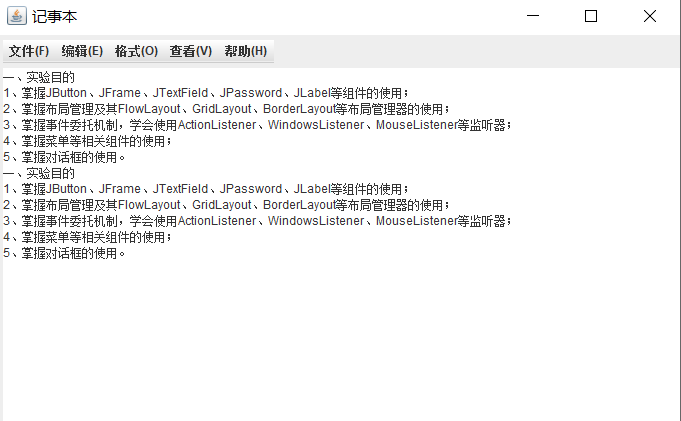 记事本
文件(F) 编辑(E) 格式(O) 查看(V) 帮助(H)
一、实验目的
1、掌握JButton、JFrame、JTextField、JPassword、JLabel等组件的使用；
2、掌握布局管理及其FlowLayout、GridLayout、BorderLayout等布局管理器的使用；
3、掌握事件委托机制，学会使用ActionListener、WindowsListener、MouseListener等监听器；
4、掌握菜单等相关组件的使用；
5、掌握对话框的使用。
一、实验目的
1、掌握JButton、JFrame、JTextField、JPassword、JLabel等组件的使用；
2、掌握布局管理及其FlowLayout、GridLayout、BorderLayout等布局管理器的使用；
3、掌握事件委托机制，学会使用ActionListener、WindowsListener、MouseListener等监听器；
4、掌握菜单等相关组件的使用；
5、掌握对话框的使用。